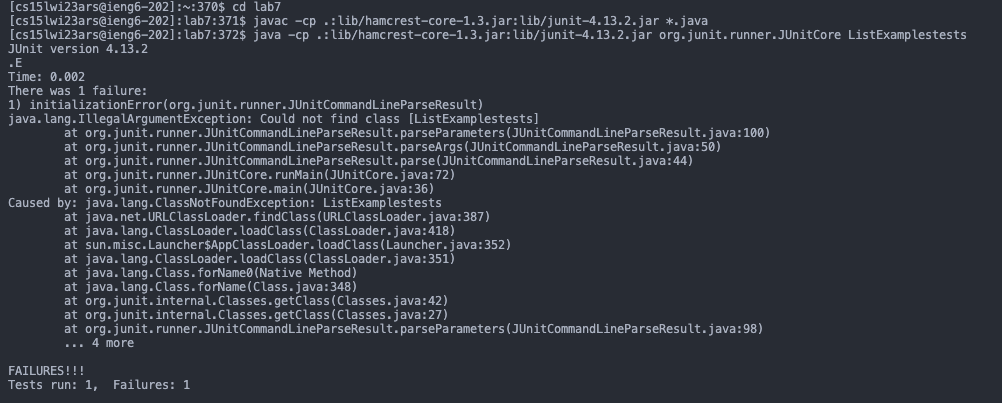 [cs15lwi23ars@ieng6-202]:~:370$ cd lab7
[cs15lwi23ars@ieng6-202]:lab7:371$ javac -cp .:lib/hamcrest-core-1.3.jar:lib/junit-4.13.2.jar *.java
[cs15lwi23ars@ieng6-202]:lab7:372$ java -cp .:lib/hamcrest-core-1.3.jar:lib/junit-4.13.2.jar org.junit.runner.JUnitCore ListExamplestests
JUnit version 4.13.2
.E
Time: 0.002
There was 1 failure:
1) initializationError(org.junit.runner.JUnitCommandLineParseResult)
java.lang.IllegalArgumentException: Could not find class [ListExamplestests]
        at org.junit.runner.JUnitCommandLineParseResult.parseParameters(JUnitCommandLineParseResult.java:100)
        at org.junit.runner.JUnitCommandLineParseResult.parseArgs(JUnitCommandLineParseResult.java:50)
        at org.junit.runner.JUnitCommandLineParseResult.parse(JUnitCommandLineParseResult.java:44)
        at org.junit.runner.JUnitCore.runMain(JUnitCore.java:72)
        at org.junit.runner.JUnitCore.main(JUnitCore.java:36)
Caused by: java.lang.ClassNotFoundException: ListExamplestests
        at java.net.URLClassLoader.findClass(URLClassLoader.java:387)
        at java.lang.ClassLoader.loadClass(ClassLoader.java:418)
        at sun.misc.Launcher$AppClassLoader.loadClass(Launcher.java:352)
        at java.lang.ClassLoader.loadClass(ClassLoader.java:351)
        at java.lang.Class.forName0(Native Method)
        at java.lang.Class.forName(Class.java:348)
        at org.junit.internal.Classes.getClass(Classes.java:42)
        at org.junit.internal.Classes.getClass(Classes.java:27)
        at org.junit.runner.JUnitCommandLineParseResult.parseParameters(JUnitCommandLineParseResult.java:98)
        ... 4 more

FAILURES!!!
Tests run: 1,  Failures: 1